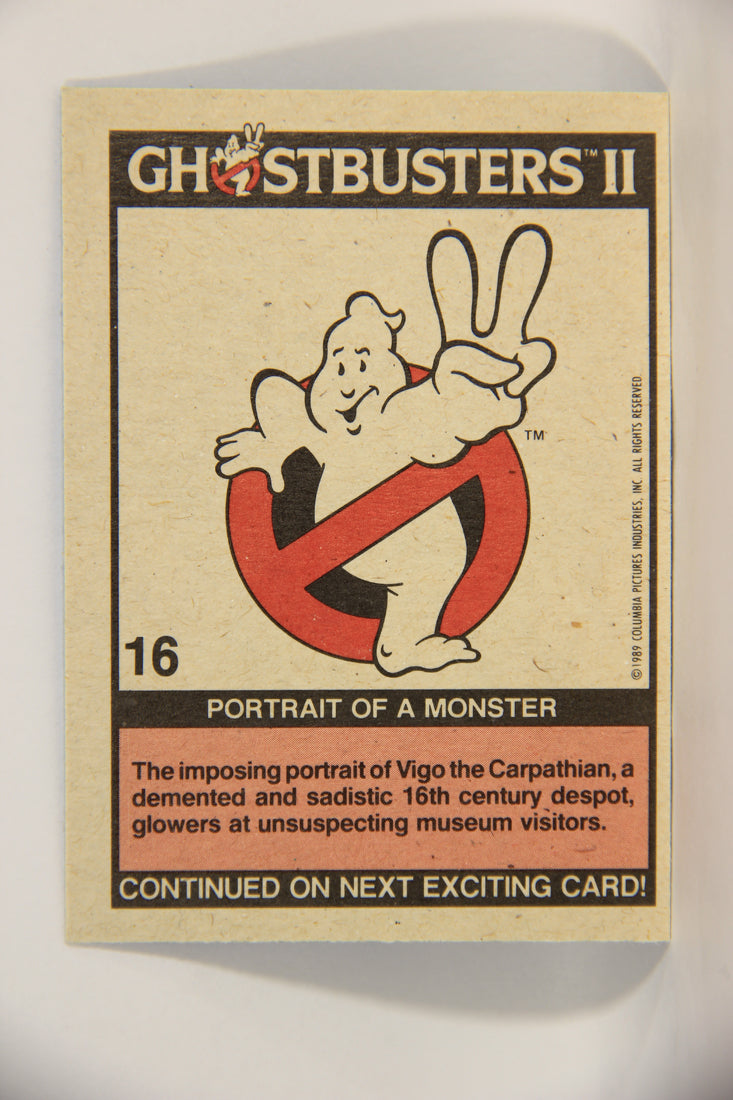 GHOSTBUSTERS™ II
TM
©1989 COLUMBIA PICTURES INDUSTRIES, INC. ALL RIGHTS RESERVED.
16
PORTRAIT OF A MONSTER
The imposing portrait of Vigo the Carpathian, a
demented and sadistic 16th century despot,
glowers at unsuspecting museum visitors.
CONTINUED ON NEXT EXCITING CARD!